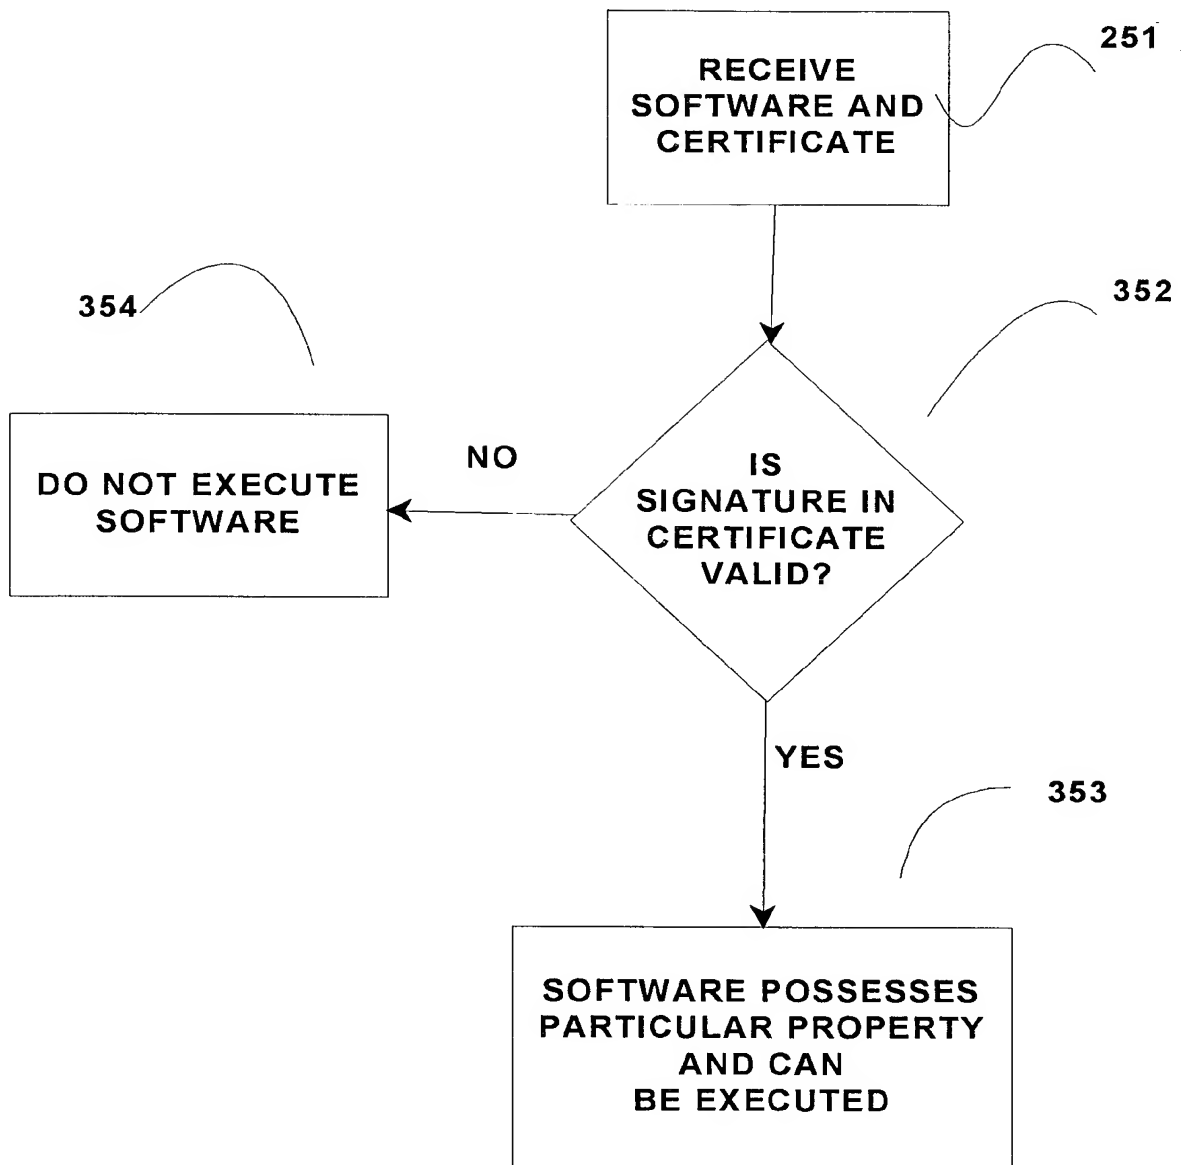 251
RECEIVE
SOFTWARE AND
CERTIFICATE
352
354
NO
IS
SIGNATURE IN
CERTIFICATE
VALID?
DO NOT EXECUTE
SOFTWARE
YES
353
SOFTWARE POSSESSES
PARTICULAR PROPERTY
AND CAN
BE EXECUTED